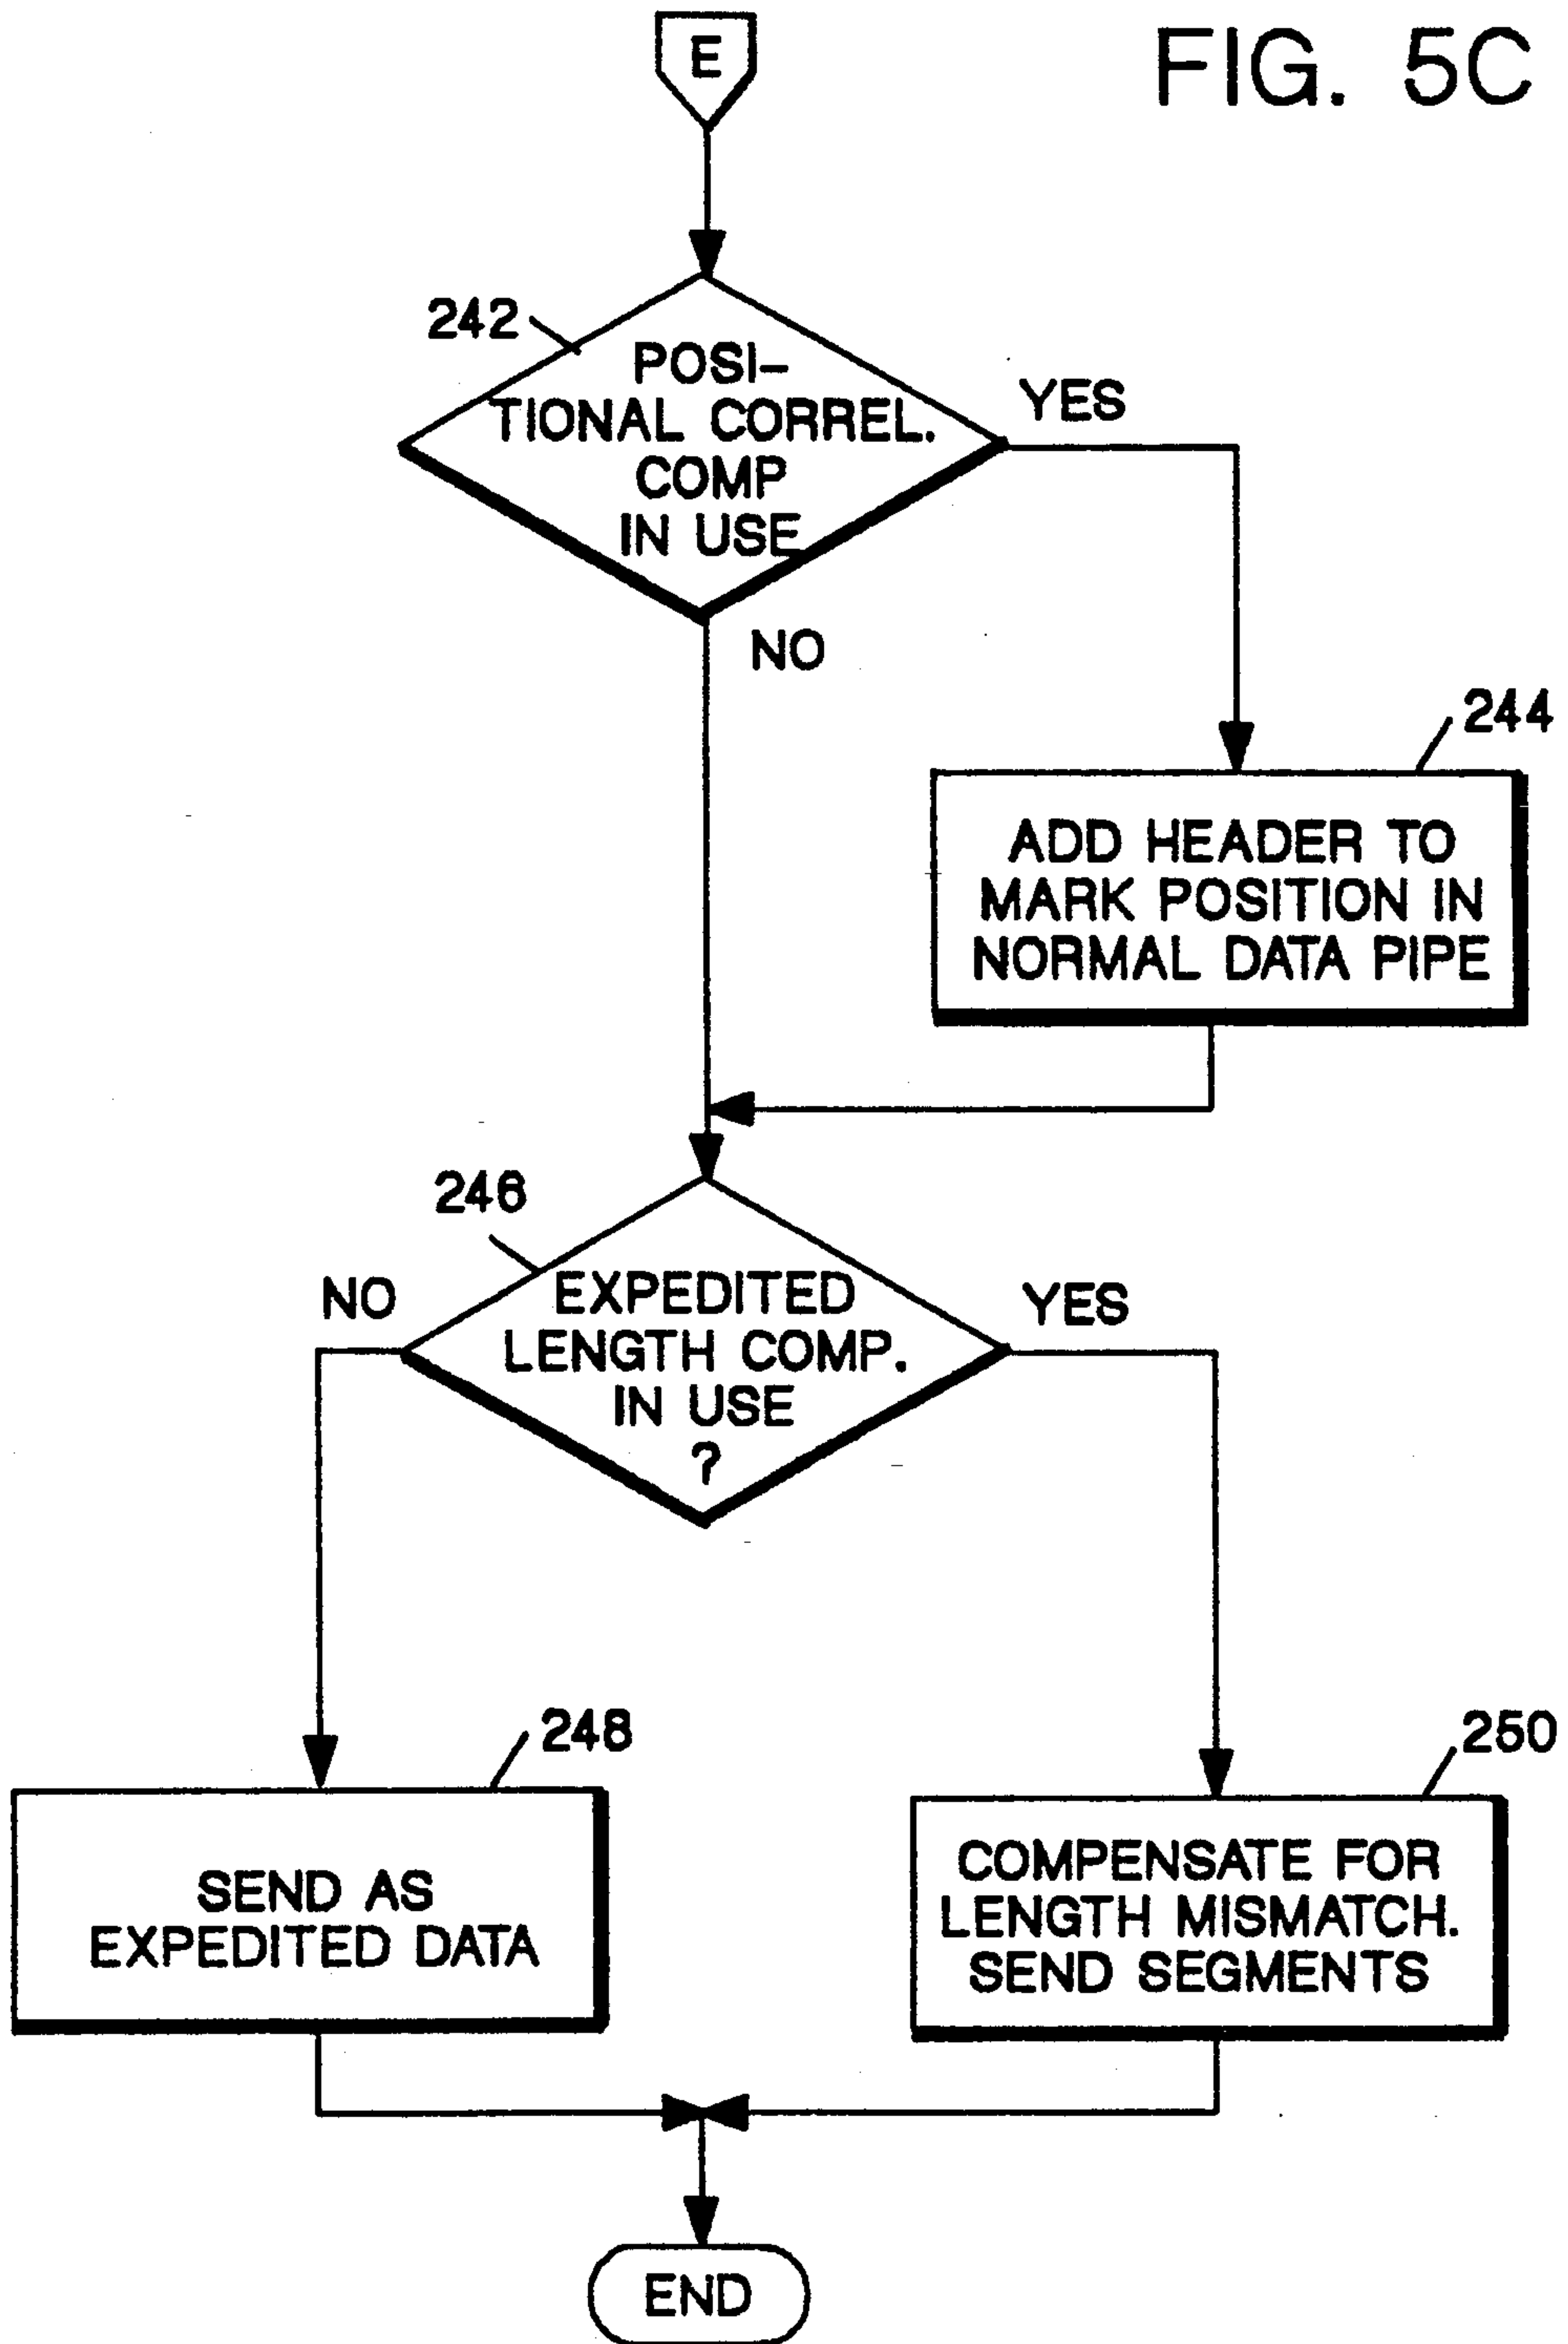 FIG. 5C
E
242
POSI-
TIONAL CORREL.
COMP
IN USE
YES
NO
244
ADD HEADER TO
MARK POSITION IN
NORMAL DATA PIPE
246
NO
EXPEDITED
LENGTH COMP.
IN USE
?
YES
248
SEND AS
EXPEDITED DATA
250
COMPENSATE FOR
LENGTH MISMATCH.
SEND SEGMENTS
END